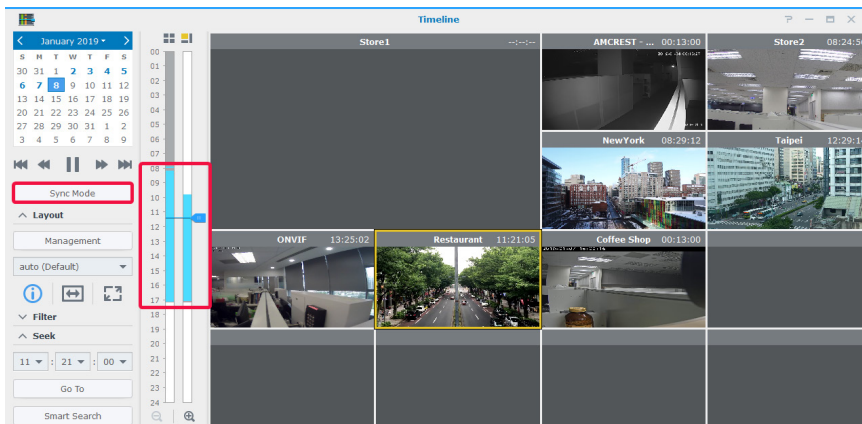 Timeline
January 2019
S M T W T F S
30 31 1 2 3 4 5
6 7 8 9 10 11 12
13 14 15 16 17 18 19
20 21 22 23 24 25 26
27 28 29 30 31 1 2
3 4 5 6 7 8 9
Sync Mode
Layout
Management
auto (Default)
Filter
Seek
11 : 21 : 00
Go To
Smart Search
00
01
02
03
04
05
06
07
08
09
10
11
12
13
14
15
16
17
18
19
20
21
22
23
24
Store1 --:--:--
AMCREST - ... 00:13:00
Store2 08:24:50
NewYork 08:29:12
Taipei 12:29:1
ONVIF 13:25:02
Restaurant 11:21:05
Coffee Shop 00:13:00